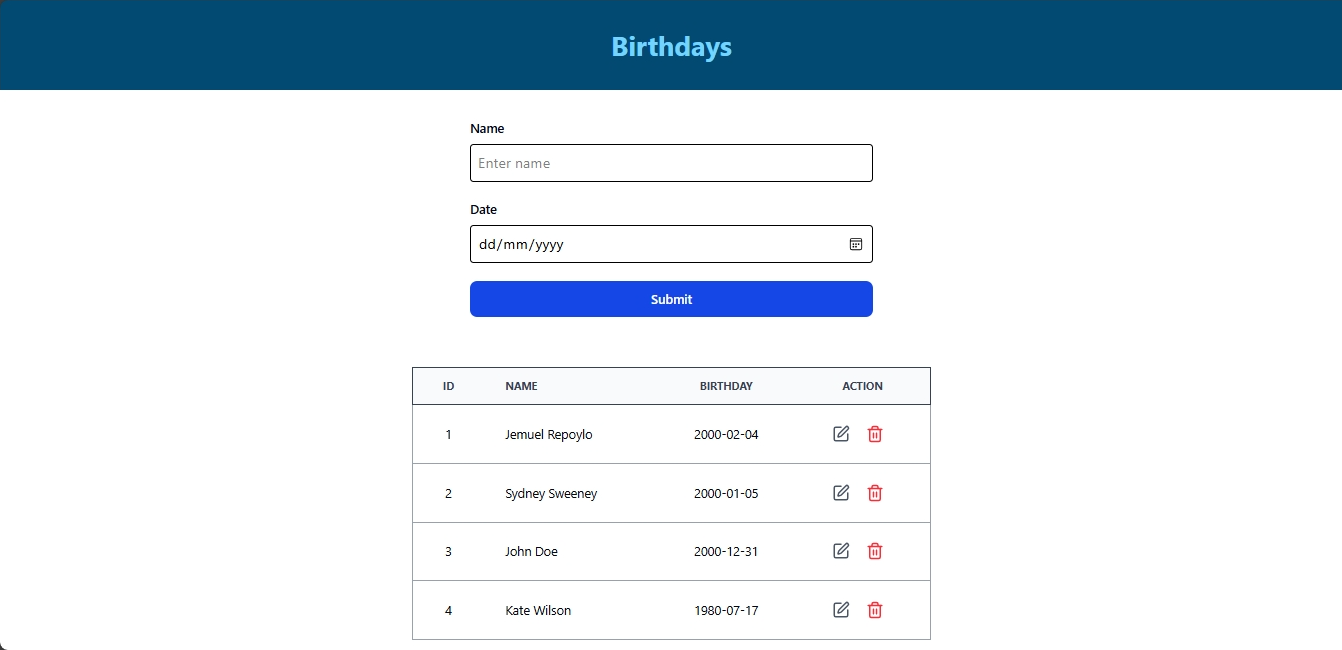 Birthdays
Name
Enter name
Date
dd/mm/yyyy
Submit
ID NAME BIRTHDAY ACTION
1 Jemuel Repoylo 2000-02-04
2 Sydney Sweeney 2000-01-05
3 John Doe 2000-12-31
4 Kate Wilson 1980-07-17